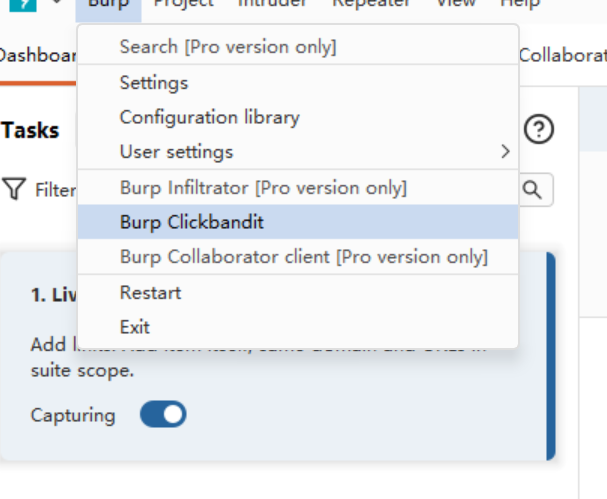 Burp Project Intruder Repeater View Help
Dashboar
Search [Pro version only]
Collaborat
Settings
Configuration library
Tasks
User settings
Filter
Burp Infiltrator [Pro version only]
Burp Clickbandit
Burp Collaborator client [Pro version only]
1. Liv
Restart
Exit
Add
suite scope.
Capturing